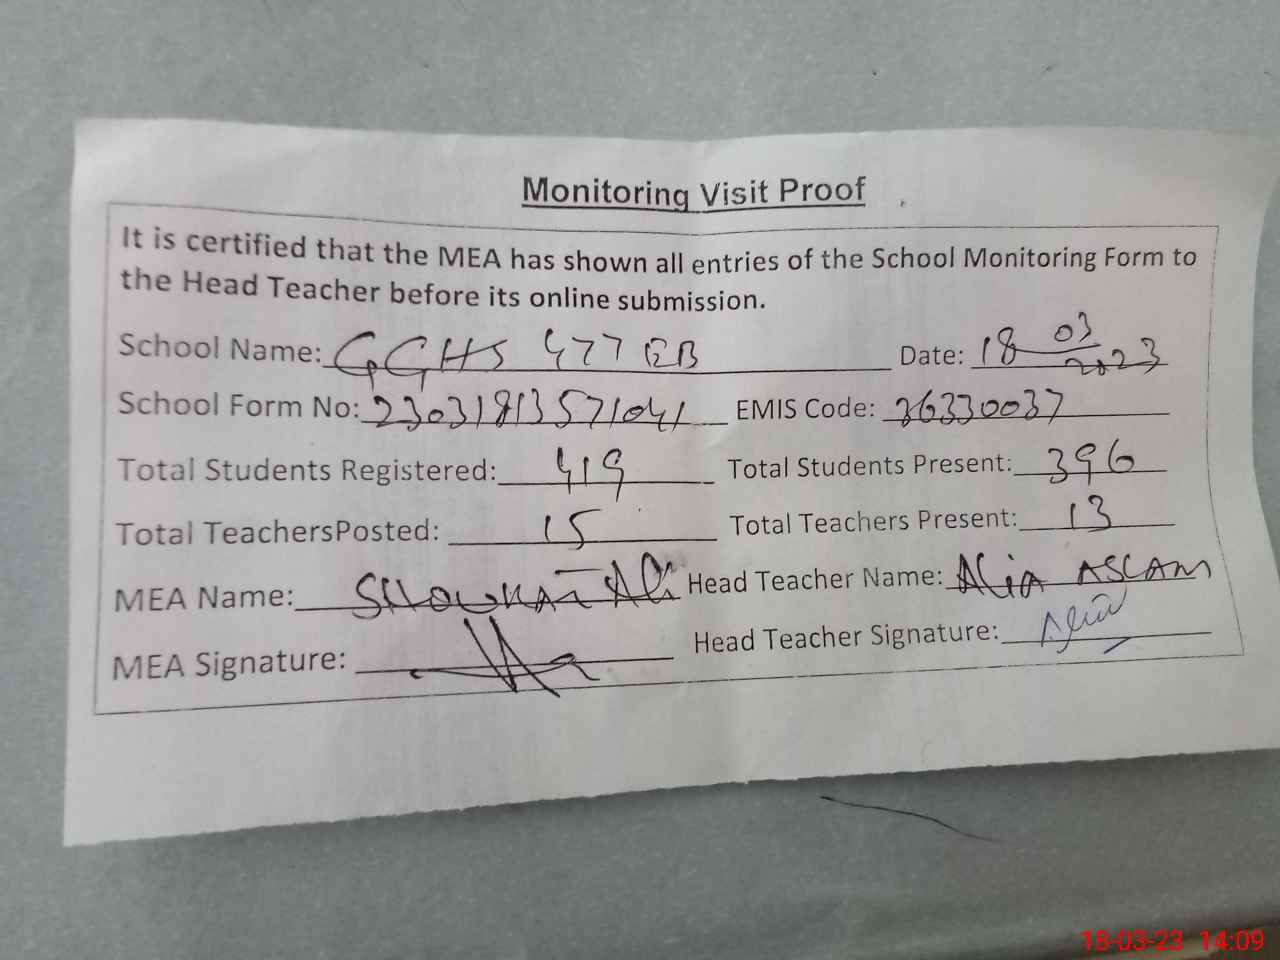 Monitoring Visit Proof
It is certified that the MEA has shown all entries of the School Monitoring Form to
the Head Teacher before its online submission.
School Name: GGHS 477 EB Date: 18-03-2023
School Form No: 23031813571041 EMIS Code: 36330037
Total Students Registered: 419 Total Students Present: 396
Total TeachersPosted: 15 Total Teachers Present: 13
MEA Name: SHOUKAT Ali Head Teacher Name: Alia ASLAM
MEA Signature: Head Teacher Signature: Alia
18-03-23 14:09